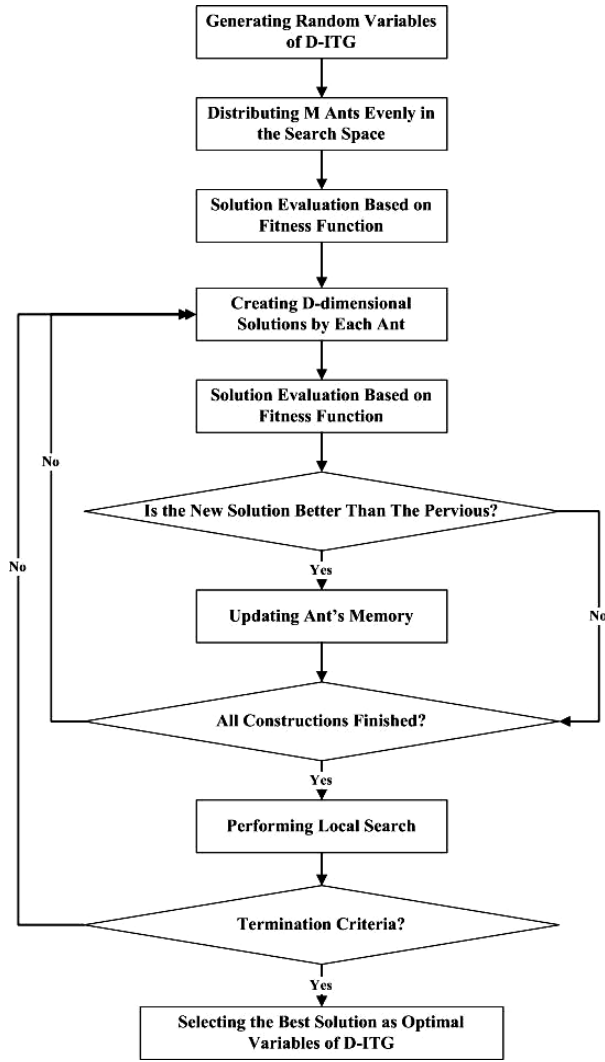 Generating Random Variables
of D-ITG
Distributing M Ants Evenly in
the Search Space
Solution Evaluation Based on
Fitness Function
Creating D-dimensional
Solutions by Each Ant
Solution Evaluation Based on
Fitness Function
No
Is the New Solution Better Than The Pervious?
No
Yes
Updating Ant's Memory
No
All Constructions Finished?
Yes
Performing Local Search
Termination Criteria?
Yes
Selecting the Best Solution as Optimal
Variables of D-ITG